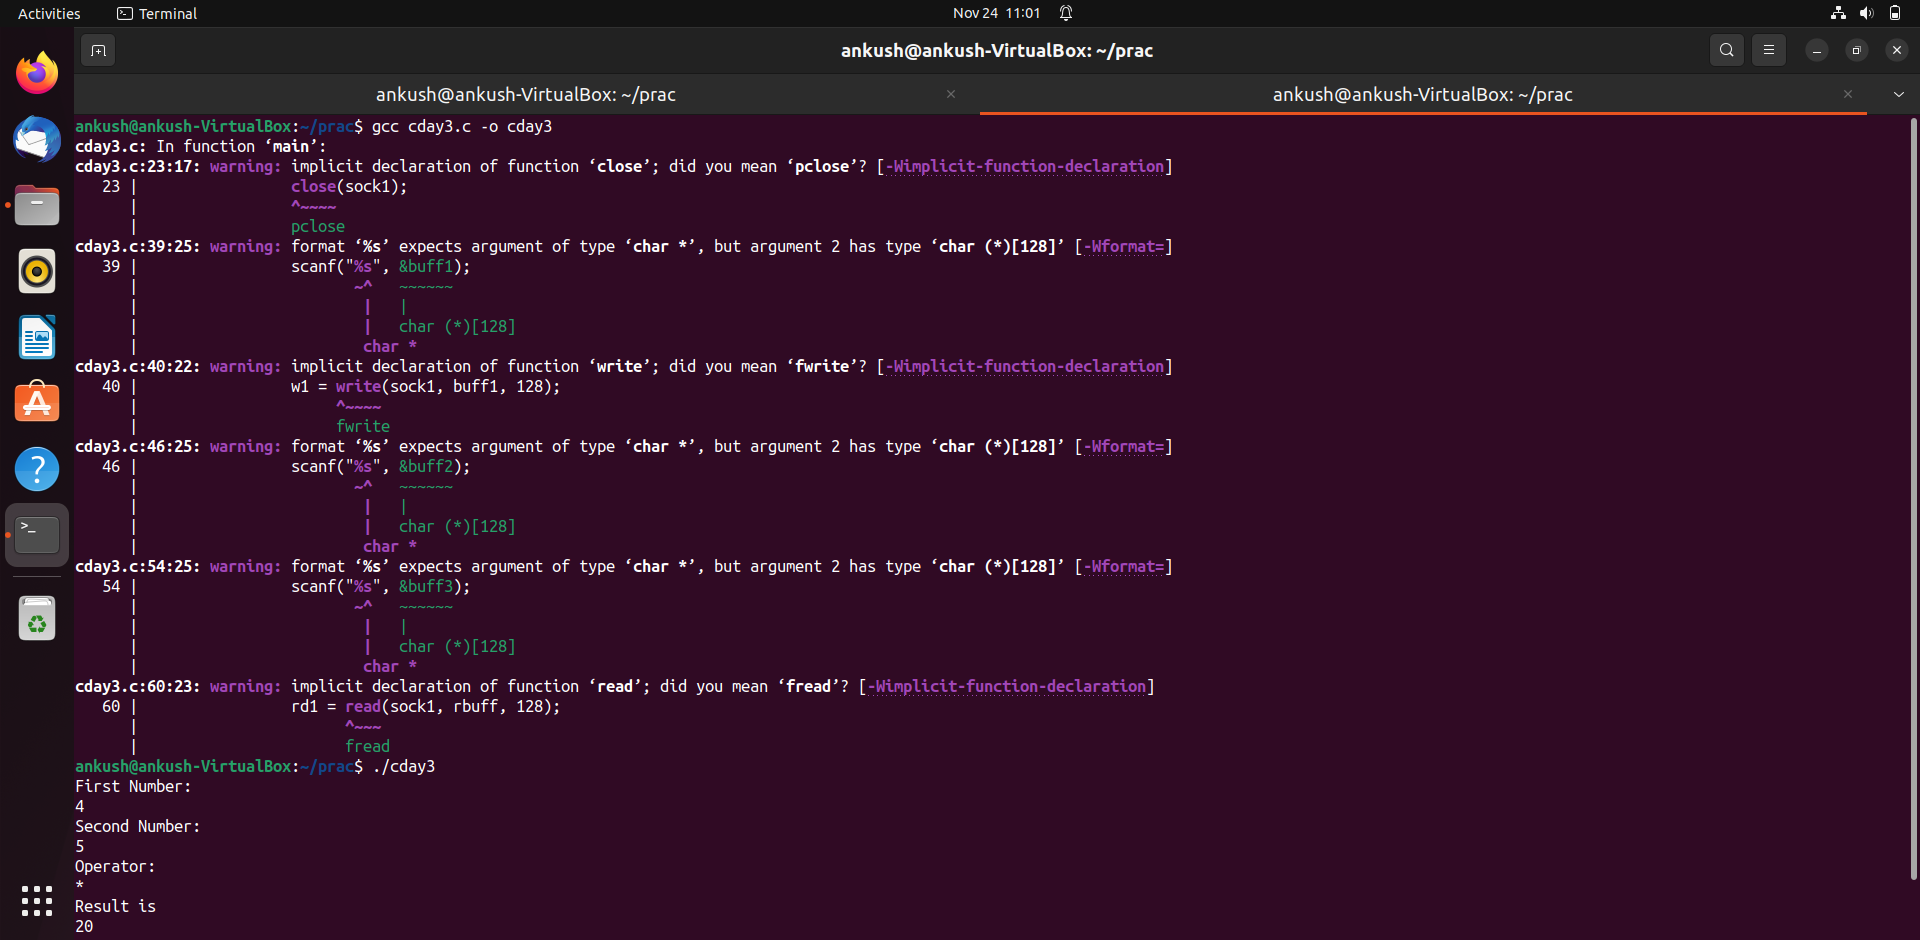 Activities Terminal Nov 24 11:01
ankush@ankush-VirtualBox: ~/prac
ankush@ankush-VirtualBox: ~/prac × ankush@ankush-VirtualBox: ~/prac ×
ankush@ankush-VirtualBox:~/prac$ gcc cday3.c -o cday3
cday3.c: In function ‘main’:
cday3.c:23:17: warning: implicit declaration of function ‘close’; did you mean ‘pclose’? [-Wimplicit-function-declaration]
   23 |                 close(sock1);
      |                 ^~~~~
      |                 pclose
cday3.c:39:25: warning: format ‘%s’ expects argument of type ‘char *’, but argument 2 has type ‘char (*)[128]’ [-Wformat=]
   39 |                 scanf("%s", &buff1);
      |                        ~^   ~~~~~~
      |                         |   |
      |                         |   char (*)[128]
      |                         char *
cday3.c:40:22: warning: implicit declaration of function ‘write’; did you mean ‘fwrite’? [-Wimplicit-function-declaration]
   40 |                 w1 = write(sock1, buff1, 128);
      |                      ^~~~~
      |                      fwrite
cday3.c:46:25: warning: format ‘%s’ expects argument of type ‘char *’, but argument 2 has type ‘char (*)[128]’ [-Wformat=]
   46 |                 scanf("%s", &buff2);
      |                        ~^   ~~~~~~
      |                         |   |
      |                         |   char (*)[128]
      |                         char *
cday3.c:54:25: warning: format ‘%s’ expects argument of type ‘char *’, but argument 2 has type ‘char (*)[128]’ [-Wformat=]
   54 |                 scanf("%s", &buff3);
      |                        ~^   ~~~~~~
      |                         |   |
      |                         |   char (*)[128]
      |                         char *
cday3.c:60:23: warning: implicit declaration of function ‘read’; did you mean ‘fread’? [-Wimplicit-function-declaration]
   60 |                 rd1 = read(sock1, rbuff, 128);
      |                       ^~~~
      |                       fread
ankush@ankush-VirtualBox:~/prac$ ./cday3
First Number:
4
Second Number:
5
Operator:
*
Result is
20